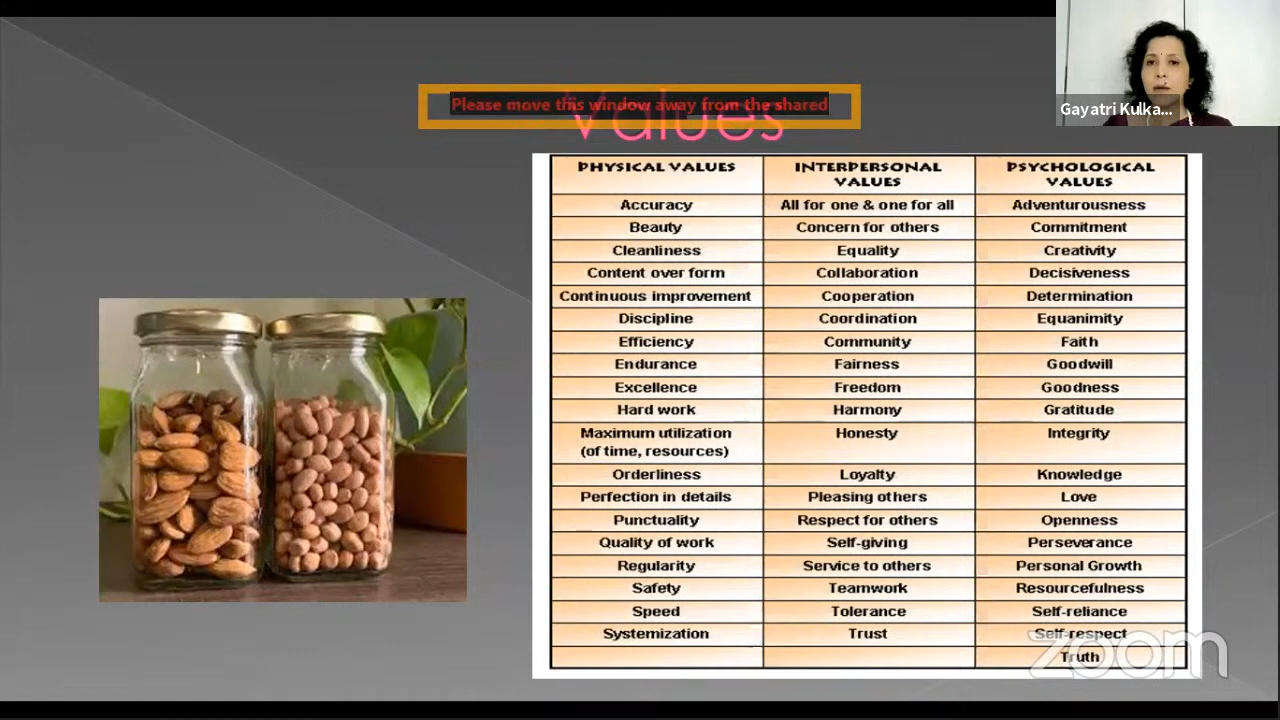 Please move this window away from the shared
Values
Gayatri Kulka...
PHYSICAL VALUES
INTERPERSONAL
VALUES
PSYCHOLOGICAL
VALUES
Accuracy
All for one & one for all
Adventurousness
Beauty
Concern for others
Commitment
Cleanliness
Equality
Creativity
Content over form
Collaboration
Decisiveness
Continuous improvement
Cooperation
Determination
Discipline
Coordination
Equanimity
Efficiency
Community
Faith
Endurance
Fairness
Goodwill
Excellence
Freedom
Goodness
Hard work
Harmony
Gratitude
Maximum utilization
(of time, resources)
Honesty
Integrity
Orderliness
Loyalty
Knowledge
Perfection in details
Pleasing others
Love
Punctuality
Respect for others
Openness
Quality of work
Self-giving
Perseverance
Regularity
Service to others
Personal Growth
Safety
Teamwork
Resourcefulness
Speed
Tolerance
Self-reliance
Systemization
Trust
Self-respect
Truth
zoom